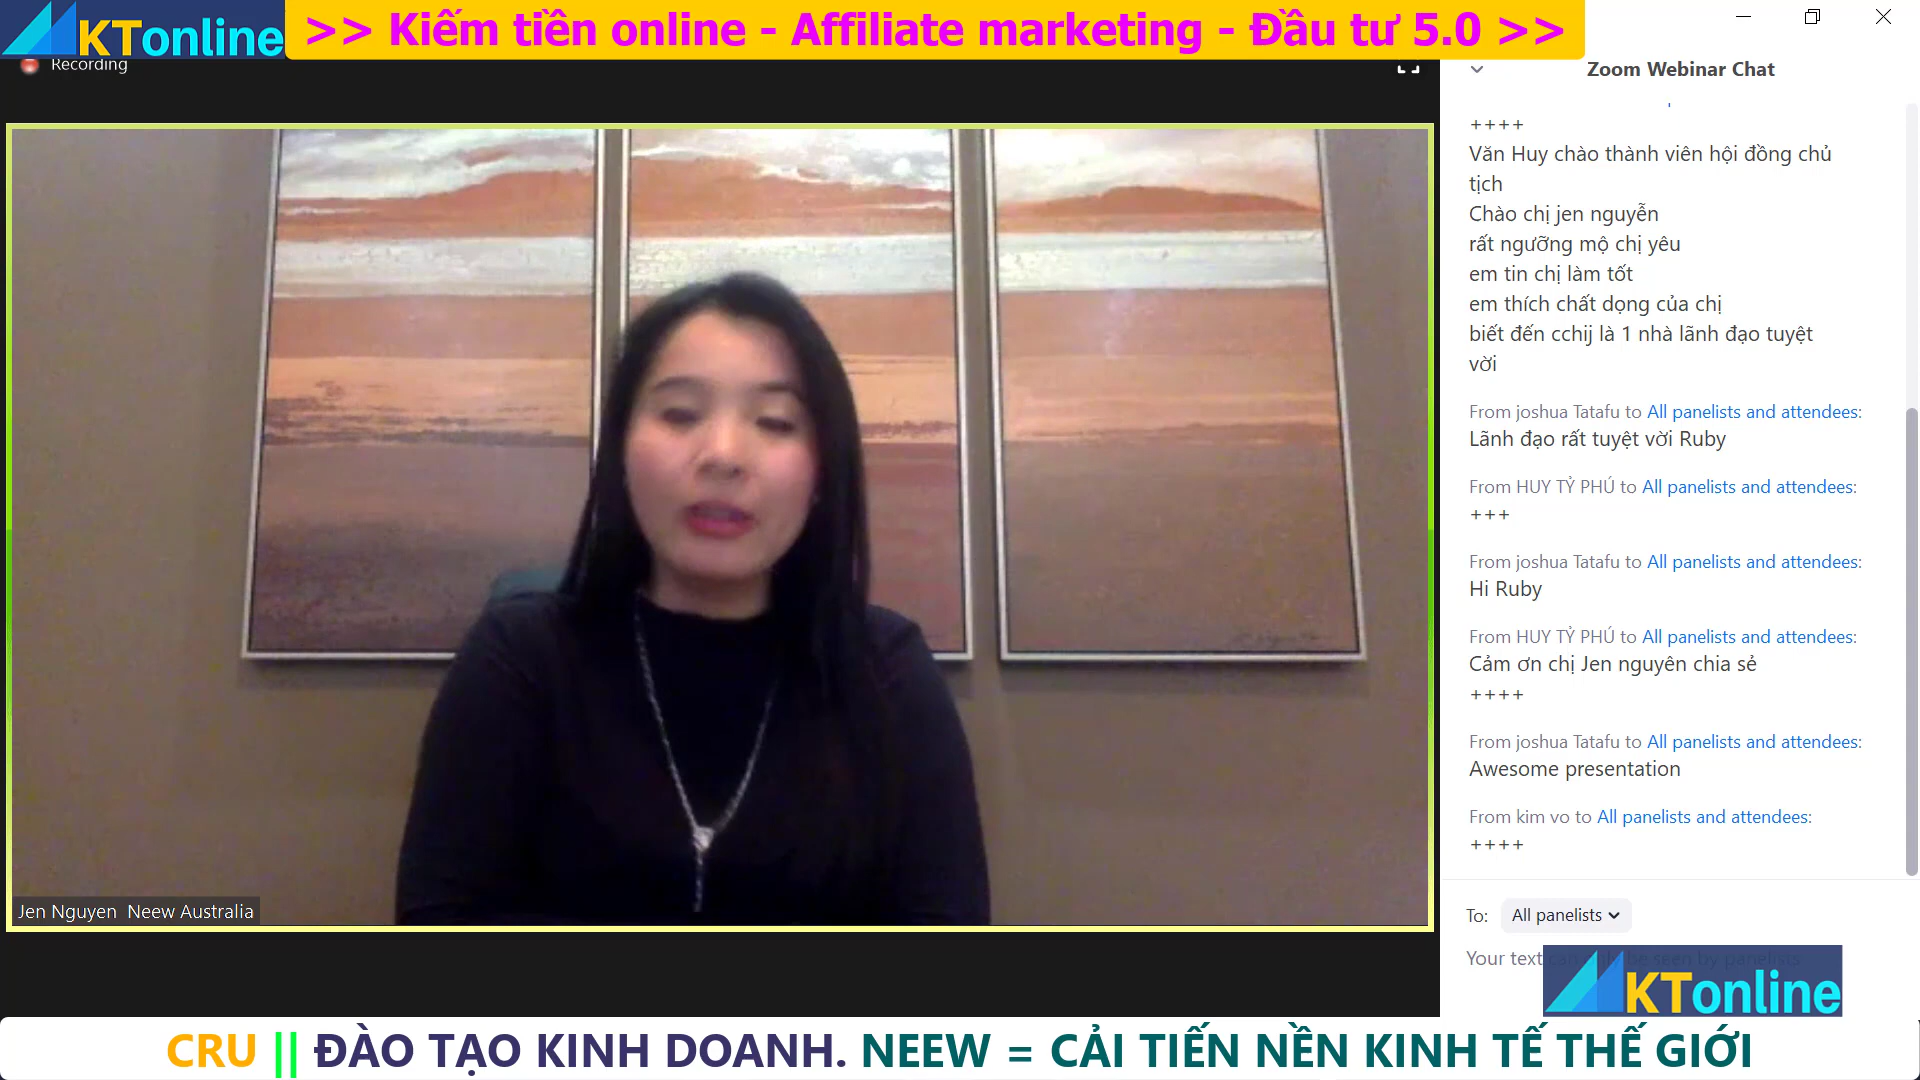 KTonline
>> Kiếm tiền online - Affiliate marketing - Đầu tư 5.0 >>
Recording
Zoom Webinar Chat
++++
Văn Huy chào thành viên hội đồng chủ
tịch
Chào chị jen nguyễn
rất ngưỡng mộ chị yêu
em tin chị làm tốt
em thích chất dọng của chị
biết đến cchij là 1 nhà lãnh đạo tuyệt
vời
From joshua Tatafu to All panelists and attendees:
Lãnh đạo rất tuyệt vời Ruby
From HUY TỶ PHÚ to All panelists and attendees:
+++
From joshua Tatafu to All panelists and attendees:
Hi Ruby
From HUY TỶ PHÚ to All panelists and attendees:
Cảm ơn chị Jen nguyên chia sẻ
++++
From joshua Tatafu to All panelists and attendees:
Awesome presentation
From kim vo to All panelists and attendees:
++++
Jen Nguyen Neew Australia
To: All panelists
Your text can only be seen by panelists
KTonline
CRU || ĐÀO TẠO KINH DOANH. NEEW = CẢI TIẾN NỀN KINH TẾ THẾ GIỚI